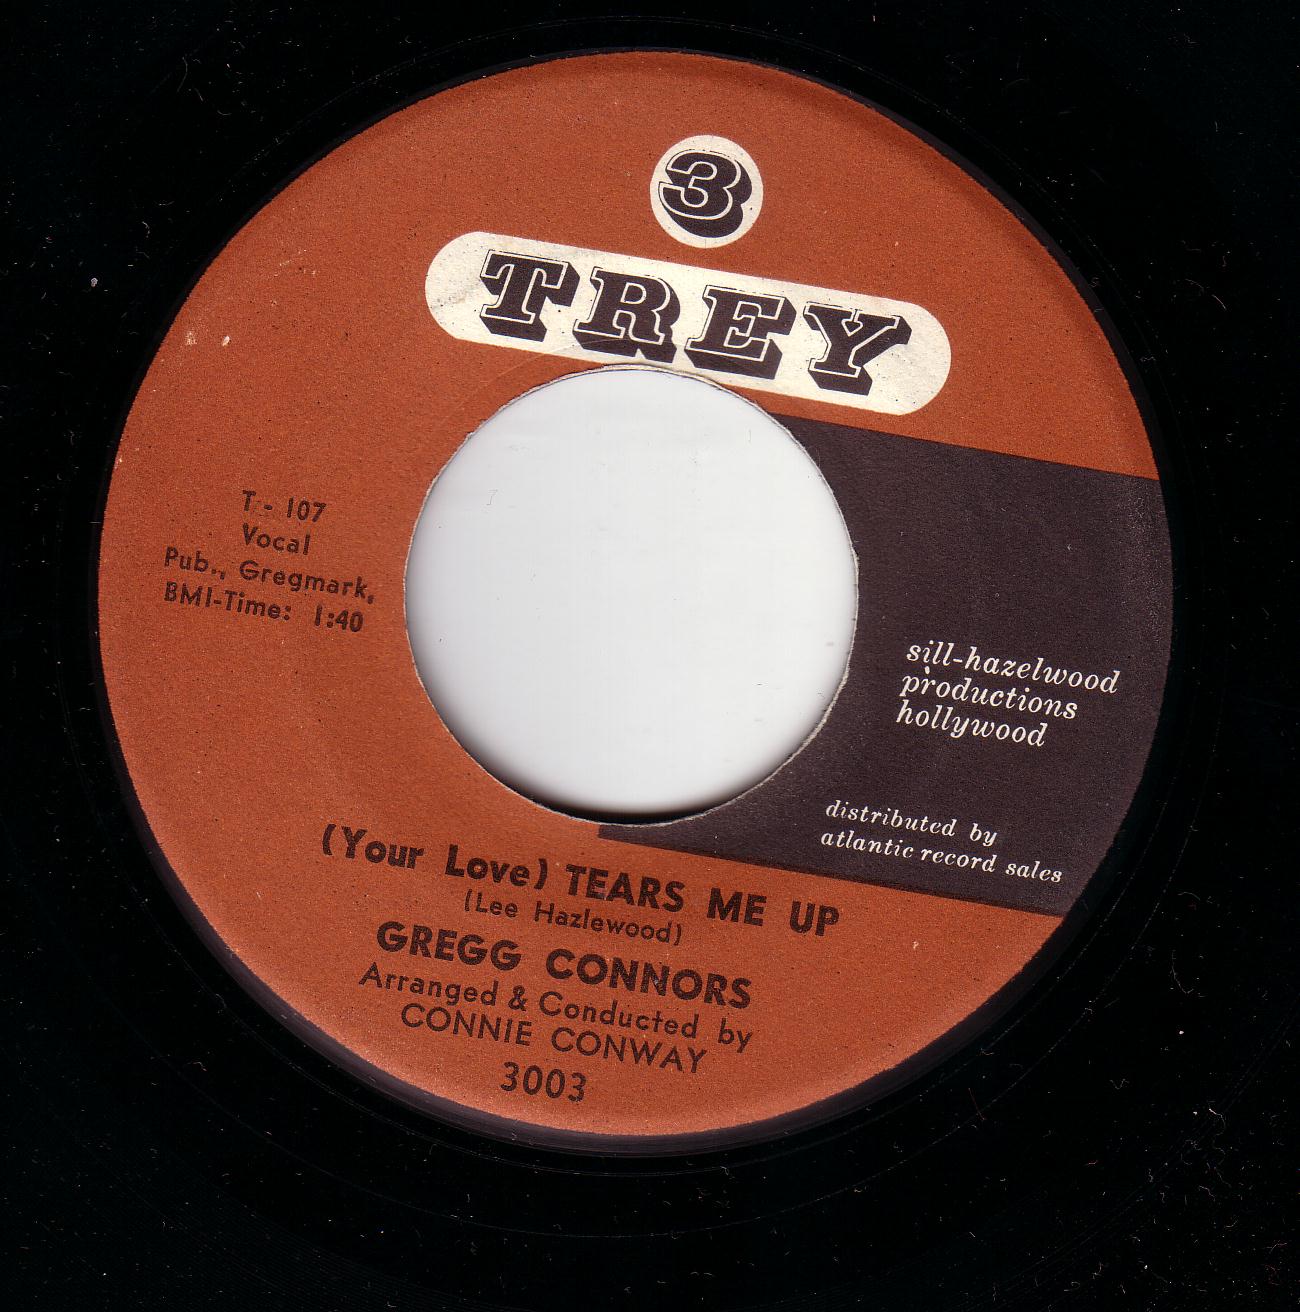 3
TREY
T - 107
Vocal
Pub., Gregmark,
BMI-Time: 1:40
sill-hazelwood
productions
hollywood
distributed by
atlantic record sales
(Your Love) TEARS ME UP
(Lee Hazlewood)
GREGG CONNORS
Arranged & Conducted by
CONNIE CONWAY
3003